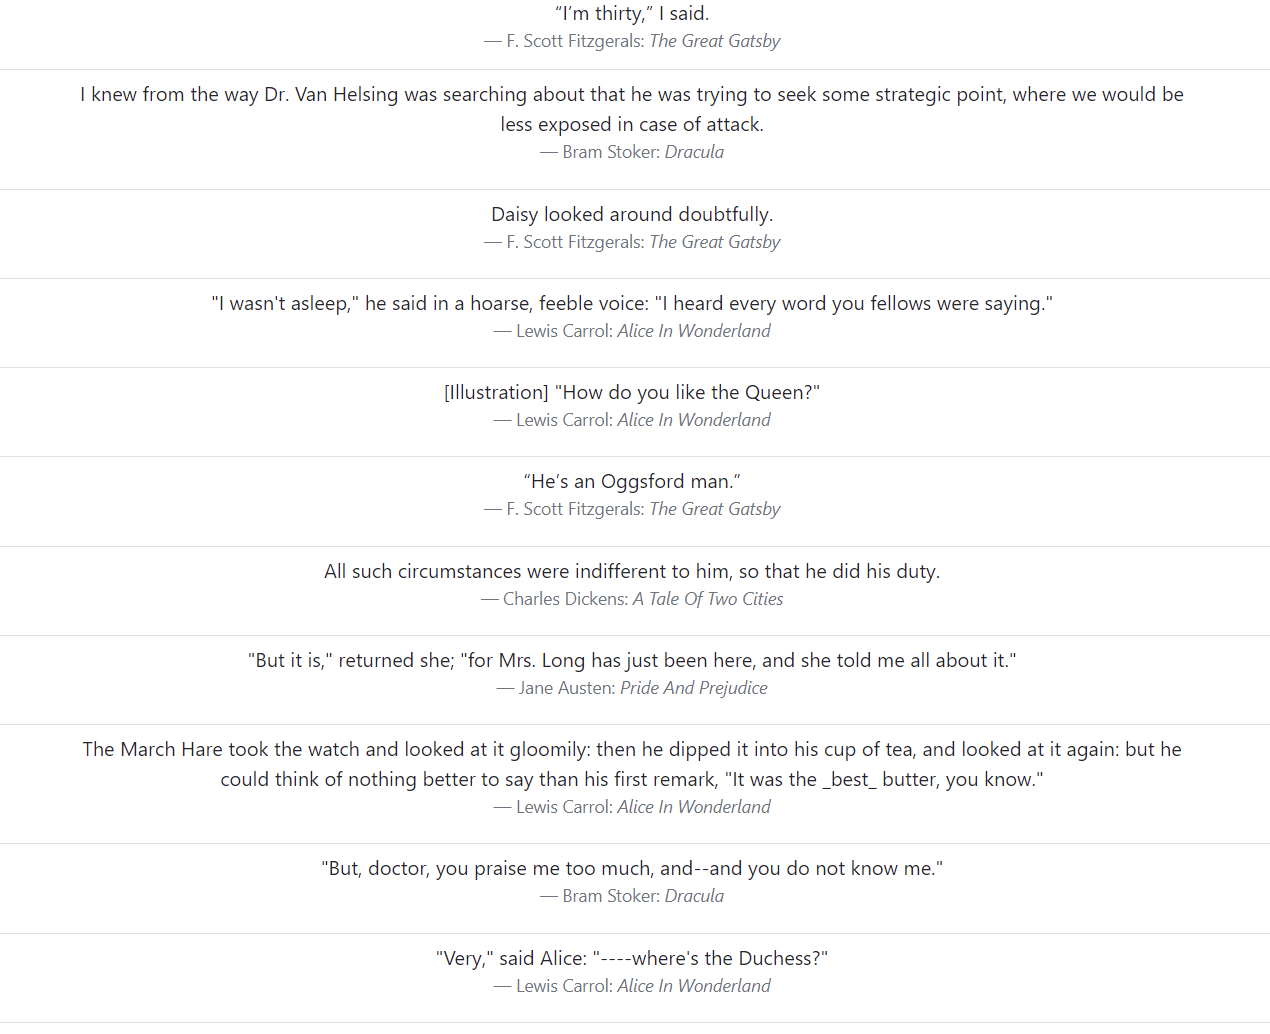 “I’m thirty,” I said.
— F. Scott Fitzgerals: The Great Gatsby
I knew from the way Dr. Van Helsing was searching about that he was trying to seek some strategic point, where we would be
less exposed in case of attack.
— Bram Stoker: Dracula
Daisy looked around doubtfully.
— F. Scott Fitzgerals: The Great Gatsby
"I wasn't asleep," he said in a hoarse, feeble voice: "I heard every word you fellows were saying."
— Lewis Carrol: Alice In Wonderland
[Illustration] "How do you like the Queen?"
— Lewis Carrol: Alice In Wonderland
“He’s an Oggsford man.”
— F. Scott Fitzgerals: The Great Gatsby
All such circumstances were indifferent to him, so that he did his duty.
— Charles Dickens: A Tale Of Two Cities
"But it is," returned she; "for Mrs. Long has just been here, and she told me all about it."
— Jane Austen: Pride And Prejudice
The March Hare took the watch and looked at it gloomily: then he dipped it into his cup of tea, and looked at it again: but he
could think of nothing better to say than his first remark, "It was the _best_ butter, you know."
— Lewis Carrol: Alice In Wonderland
"But, doctor, you praise me too much, and--and you do not know me."
— Bram Stoker: Dracula
"Very," said Alice: "----where's the Duchess?"
— Lewis Carrol: Alice In Wonderland